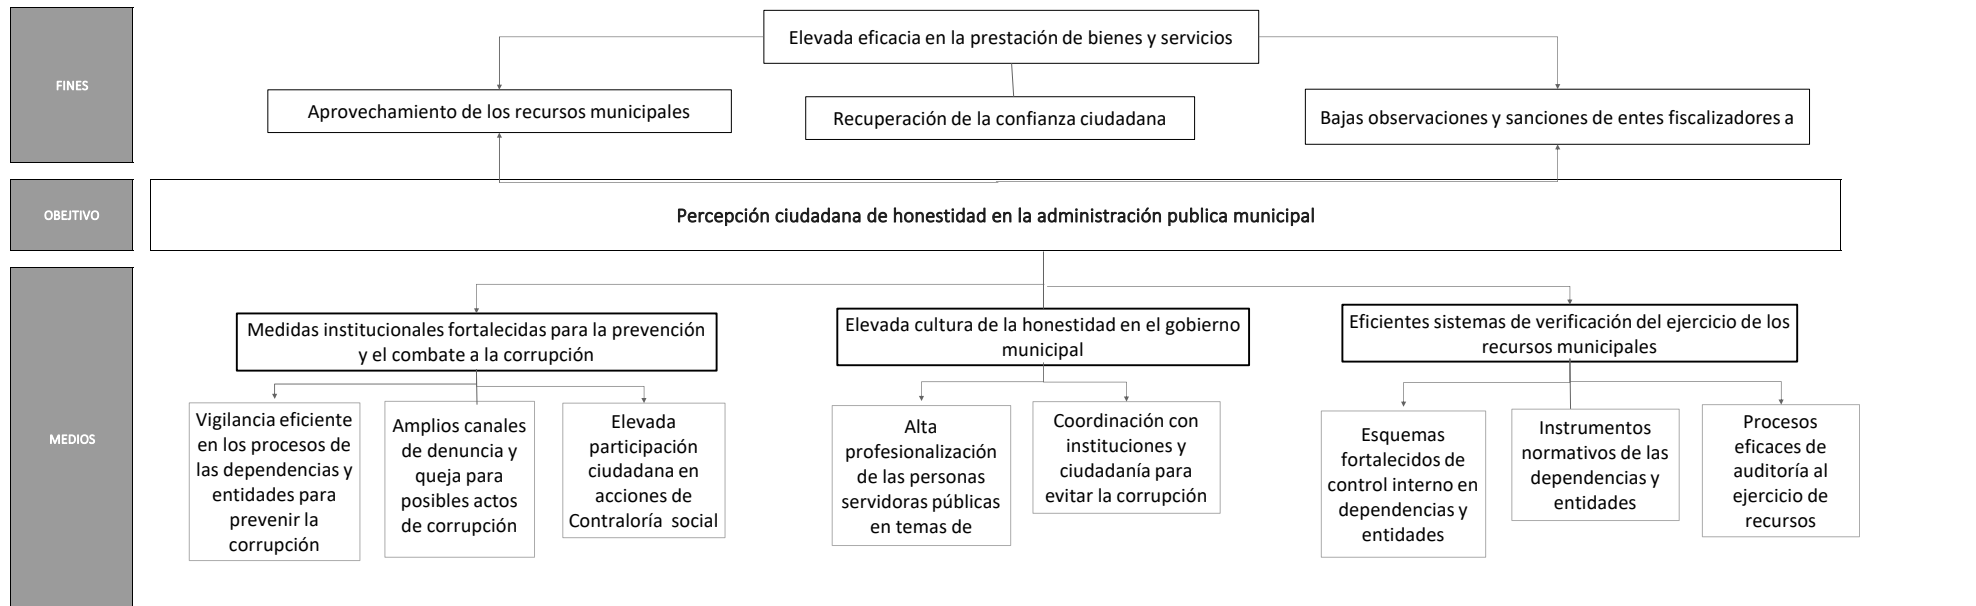 FINES
Elevada eficacia en la prestación de bienes y servicios
Aprovechamiento de los recursos municipales
Recuperación de la confianza ciudadana
Bajas observaciones y sanciones de entes fiscalizadores a
OBEJTIVO
Percepción ciudadana de honestidad en la administración publica municipal
MEDIOS
Medidas institucionales fortalecidas para la prevención
y el combate a la corrupción
Elevada cultura de la honestidad en el gobierno
municipal
Eficientes sistemas de verificación del ejercicio de los
recursos municipales
Vigilancia eficiente
en los procesos de
las dependencias y
entidades para
prevenir la
corrupción
Amplios canales
de denuncia y
queja para
posibles actos
de corrupción
Elevada
participación
ciudadana en
acciones de
Contraloría social
Alta
profesionalización
de las personas
servidoras públicas
en temas de
Coordinación con
instituciones y
ciudadanía para
evitar la corrupción
Esquemas
fortalecidos de
control interno en
dependencias y
entidades
Instrumentos
normativos de las
dependencias y
entidades
Procesos
eficaces de
auditoría al
ejercicio de
recursos